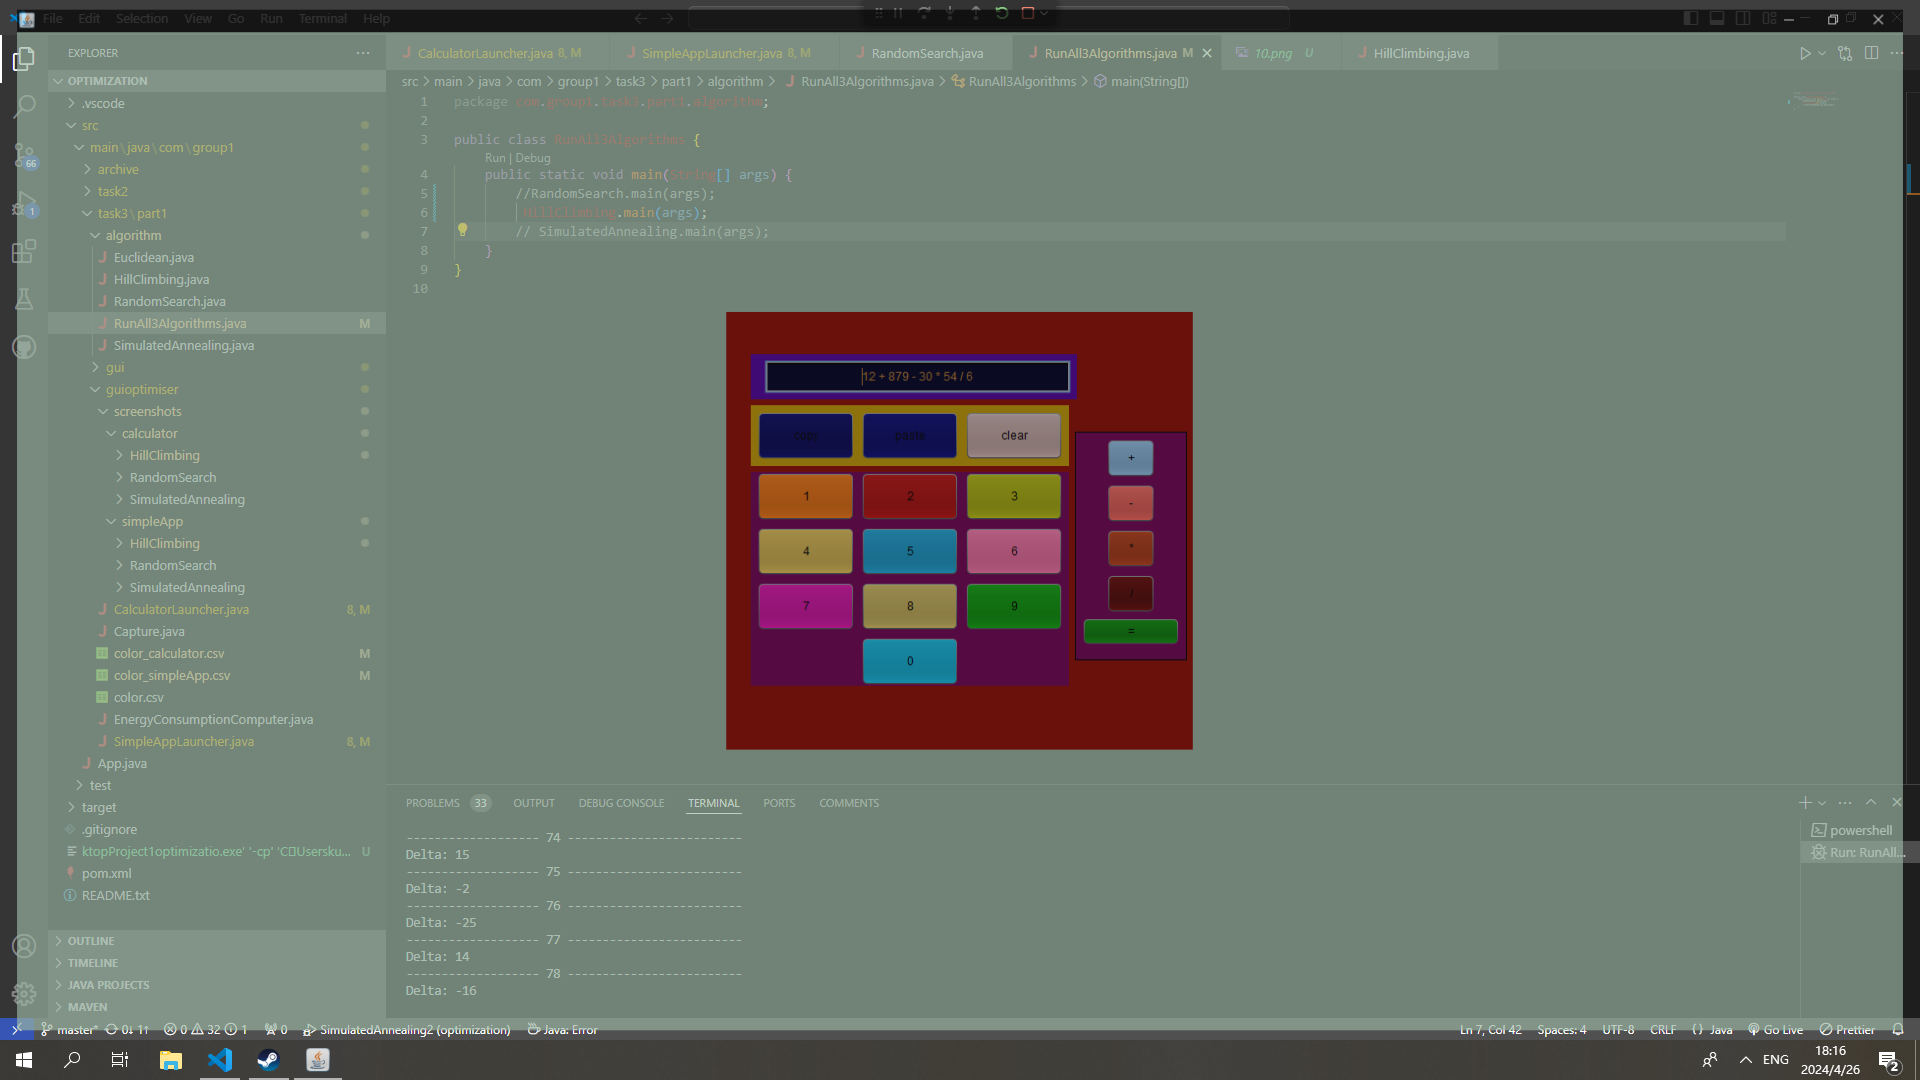 File Edit Selection View Go Run Terminal Help
EXPLORER
OPTIMIZATION
.vscode
src
main\java\com\group1
archive
task2
task3\part1
algorithm
Euclidean.java
HillClimbing.java
RandomSearch.java
RunAll3Algorithms.java M
SimulatedAnnealing.java
gui
guioptimiser
screenshots
calculator
HillClimbing
RandomSearch
SimulatedAnnealing
simpleApp
HillClimbing
RandomSearch
SimulatedAnnealing
CalculatorLauncher.java 8, M
Capture.java
color_calculator.csv M
color_simpleApp.csv M
color.csv
EnergyConsumptionComputer.java
SimpleAppLauncher.java 8, M
App.java
test
target
.gitignore
ktopProject1optimizatio.exe' '-cp' 'C Usersku... U
pom.xml
README.txt
OUTLINE
TIMELINE
JAVA PROJECTS
MAVEN
66
1
CalculatorLauncher.java 8, M SimpleAppLauncher.java 8, M RandomSearch.java RunAll3Algorithms.java M 10.png U HillClimbing.java
src > main > java > com > group1 > task3 > part1 > algorithm > RunAll3Algorithms.java > RunAll3Algorithms > main(String[])
1 package com.group1.task3.part1.algorithm;
2
3 public class RunAll3Algorithms {
Run | Debug
4 public static void main(String[] args) {
5 //RandomSearch.main(args);
6 HillClimbing.main(args);
7 // SimulatedAnnealing.main(args);
8 }
9 }
10
12 + 879 - 30 * 54 / 6
copy paste clear
+
1 2 3
-
4 5 6
*
7 8 9
/
=
0
PROBLEMS 33 OUTPUT DEBUG CONSOLE TERMINAL PORTS COMMENTS
------------------- 74 -------------------------
Delta: 15
------------------- 75 -------------------------
Delta: -2
------------------- 76 -------------------------
Delta: -25
------------------- 77 -------------------------
Delta: 14
------------------- 78 -------------------------
Delta: -16
powershell
Run: RunAll...
master* 0↓ 1↑ 0 32 1 0 SimulatedAnnealing2 (optimization) Java: Error
Ln 7, Col 42 Spaces: 4 UTF-8 CRLF {} Java Go Live Prettier
ENG
18:16
2024/4/26
2